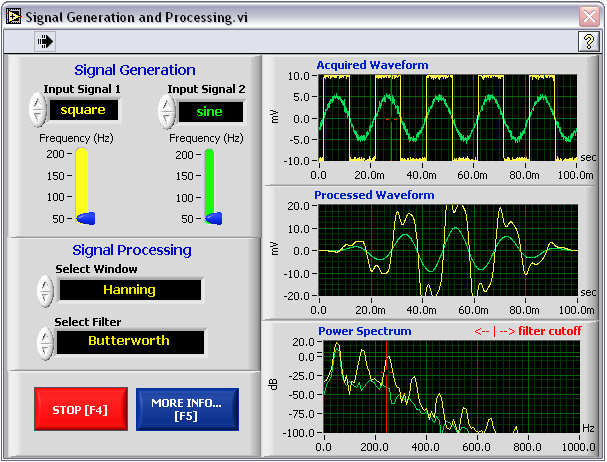 Signal Generation and Processing.vi
?
Signal Generation
Input Signal 1
Input Signal 2
square
sine
Frequency (Hz)
Frequency (Hz)
200
150
100
50
200
150
100
50
Signal Processing
Select Window
Hanning
Select Filter
Butterworth
STOP [F4]
MORE INFO...
[F5]
Acquired Waveform
10.0
5.0
0.0
-5.0
-10.0
mV
sec
0.0 20.0m 40.0m 60.0m 80.0m 100.0m
Processed Waveform
20.0
10.0
0.0
-10.0
-20.0
mV
sec
0.0 20.0m 40.0m 60.0m 80.0m 100.0m
Power Spectrum
<-- | --> filter cutoff
20.0
0.0
-25.0
-50.0
-75.0
-100.0
dB
Hz
0.0 200.0 400.0 600.0 800.0 1000.0